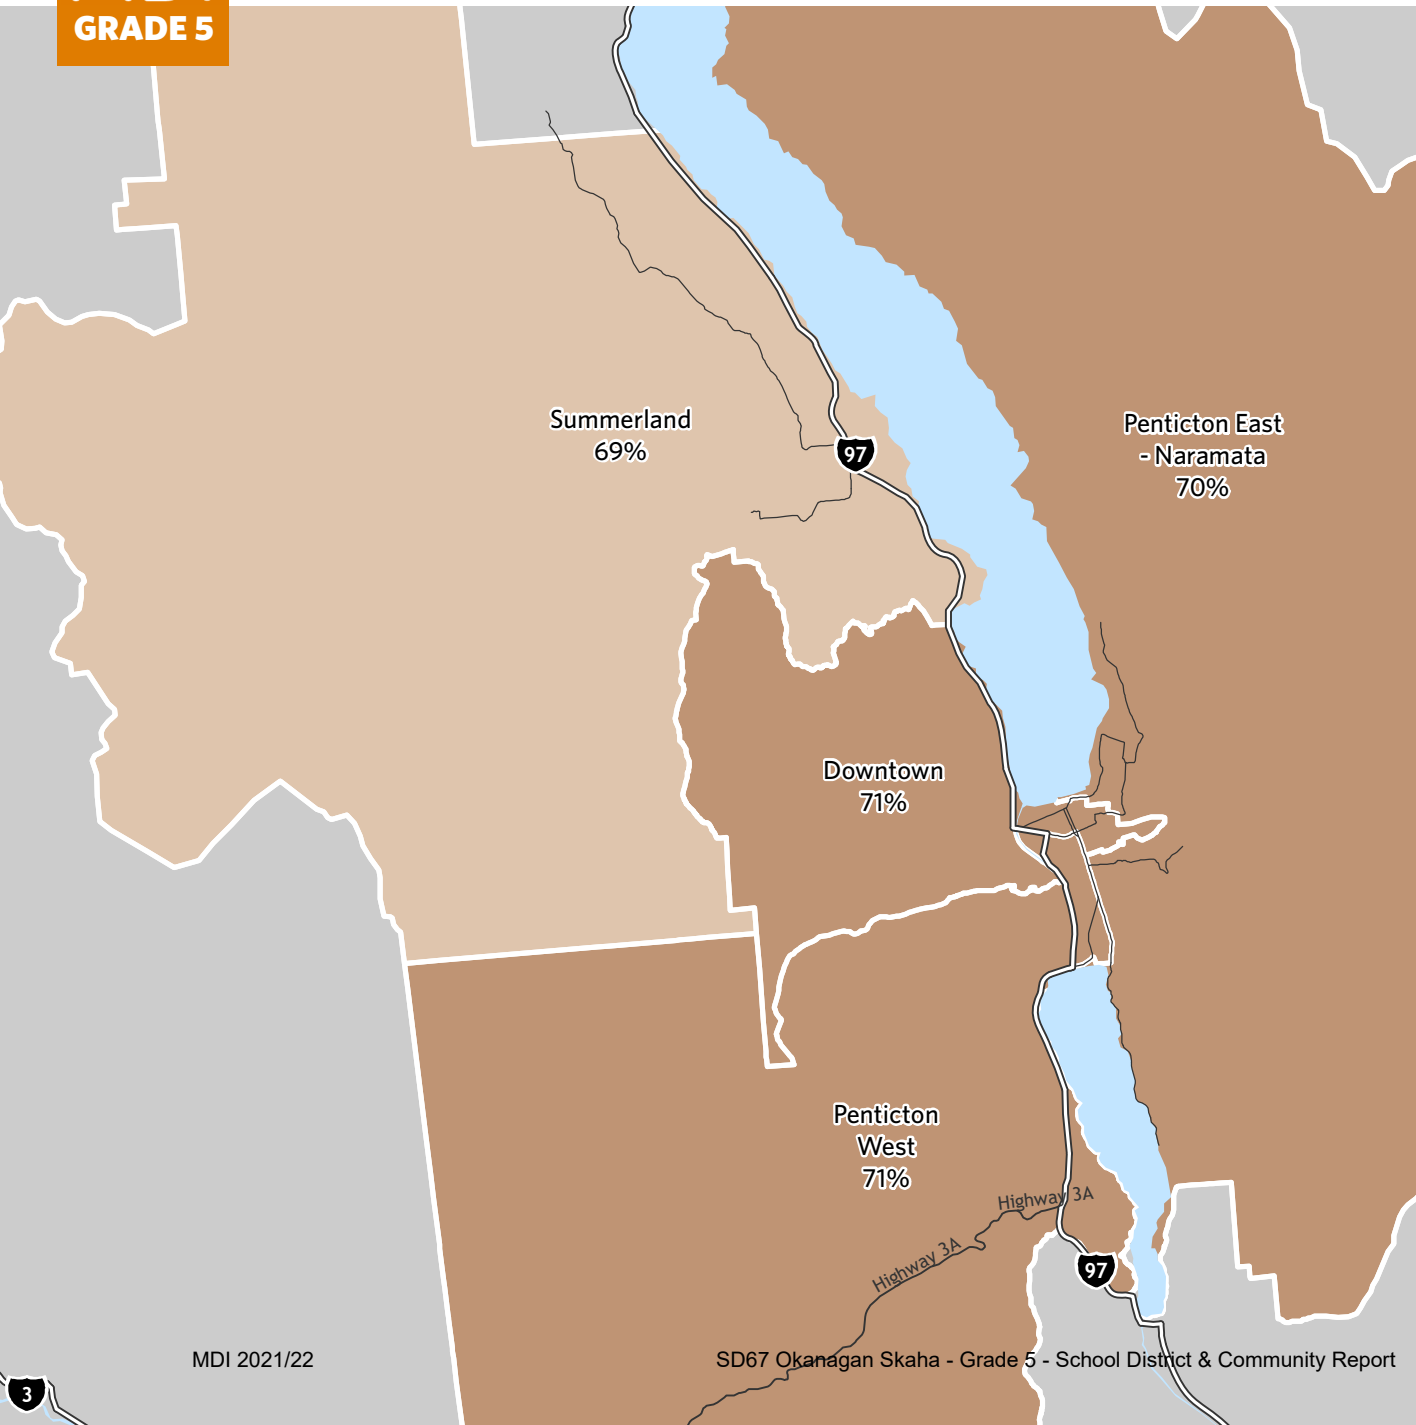 GRADE 5
Summerland
69%
97
Penticton East
- Naramata
70%
Downtown
71%
Penticton
West
71%
Highway 3A
Highway 3A
97
MDI 2021/22
SD67 Okanagan Skaha - Grade 5 - School District & Community Report
3